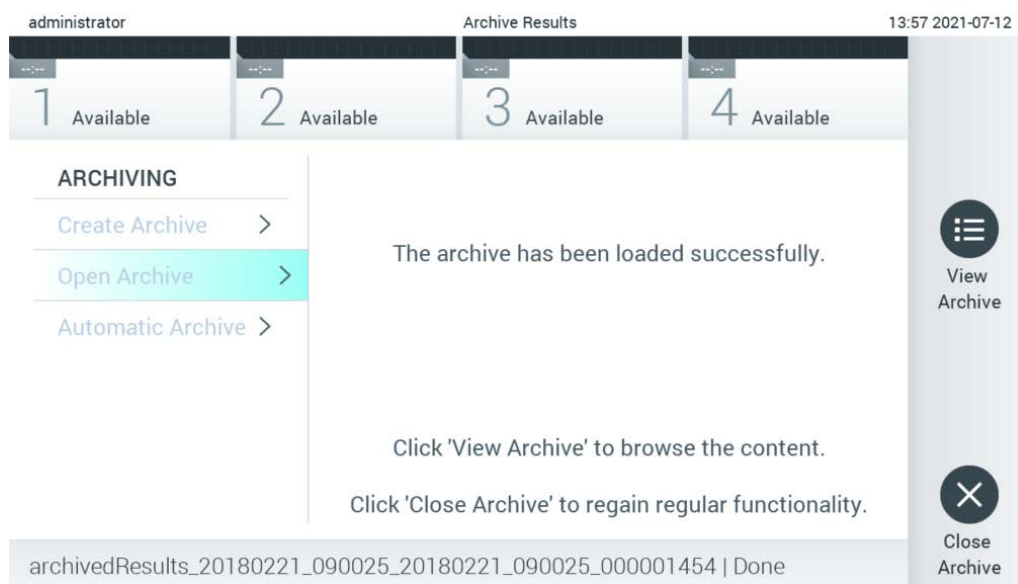 administrator Archive Results 13:57 2021-07-12
--:-- --:-- --:-- --:--
1 Available 2 Available 3 Available 4 Available
ARCHIVING
Create Archive >
Open Archive >
Automatic Archive >
The archive has been loaded successfully.
Click 'View Archive' to browse the content.
Click 'Close Archive' to regain regular functionality.
View
Archive
Close
Archive
archivedResults_20180221_090025_20180221_090025_000001454 | Done